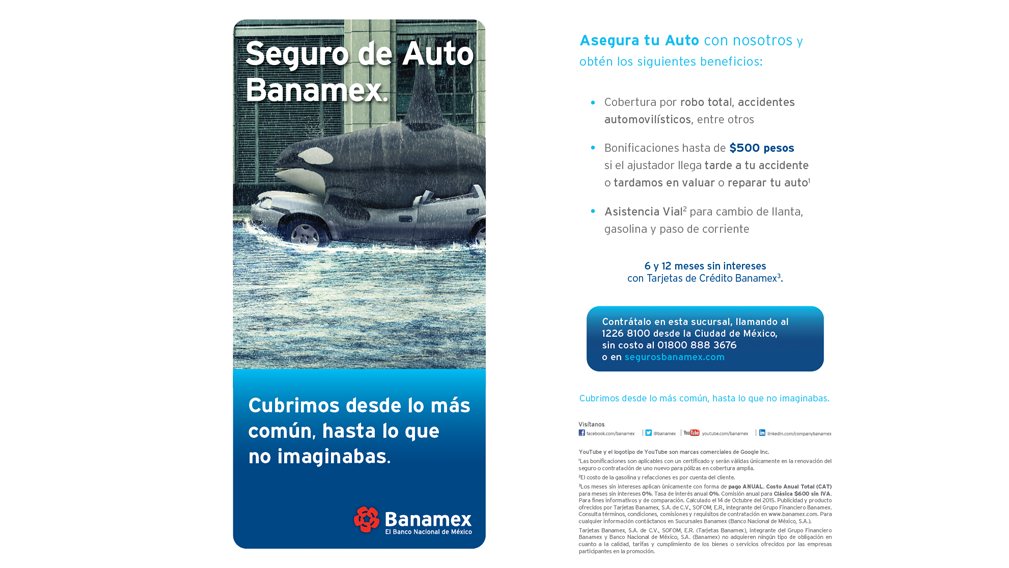 Seguro de Auto
Banamex.
Cubrimos desde lo más
común, hasta lo que
no imaginabas.
Banamex
El Banco Nacional de México
Asegura tu Auto con nosotros y
obtén los siguientes beneficios:
• Cobertura por robo total, accidentes
automovilísticos, entre otros
• Bonificaciones hasta de $500 pesos
si el ajustador llega tarde a tu accidente
o tardamos en valuar o reparar tu auto¹
• Asistencia Vial² para cambio de llanta,
gasolina y paso de corriente
6 y 12 meses sin intereses
con Tarjetas de Crédito Banamex³.
Contrátalo en esta sucursal, llamando al
1226 8100 desde la Ciudad de México,
sin costo al 01800 888 3676
o en segurosbanamex.com
Cubrimos desde lo más común, hasta lo que no imaginabas.
Visítanos
facebook.com/banamex | @banamex | YouTube youtube.com/banamex | linkedin.com/companybanamex
YouTube y el logotipo de YouTube son marcas comerciales de Google Inc.
¹Las bonificaciones son aplicables con un certificado y serán válidas únicamente en la renovación del
seguro o contratación de uno nuevo para pólizas en cobertura amplia.
²El costo de la gasolina y refacciones es por cuenta del cliente.
³Los meses sin intereses aplican únicamente con forma de pago ANUAL. Costo Anual Total (CAT)
para meses sin intereses 0%. Tasa de interés anual 0%. Comisión anual para Clásica $600 sin IVA.
Para fines informativos y de comparación. Calculado el 14 de Octubre del 2015. Publicidad y producto
ofrecidos por Tarjetas Banamex, S.A. de C.V., SOFOM, E.R., integrante del Grupo Financiero Banamex.
Consulta términos, condiciones, comisiones y requisitos de contratación en www.banamex.com. Para
cualquier información contáctanos en Sucursales Banamex (Banco Nacional de México, S.A.).
Tarjetas Banamex, S.A. de C.V., SOFOM, E.R. (Tarjetas Banamex), integrante del Grupo Financiero
Banamex y Banco Nacional de México, S.A. (Banamex) no adquieren ningún tipo de obligación en
cuanto a la calidad, tarifas y cumplimiento de los bienes o servicios ofrecidos por las empresas
participantes en la promoción.